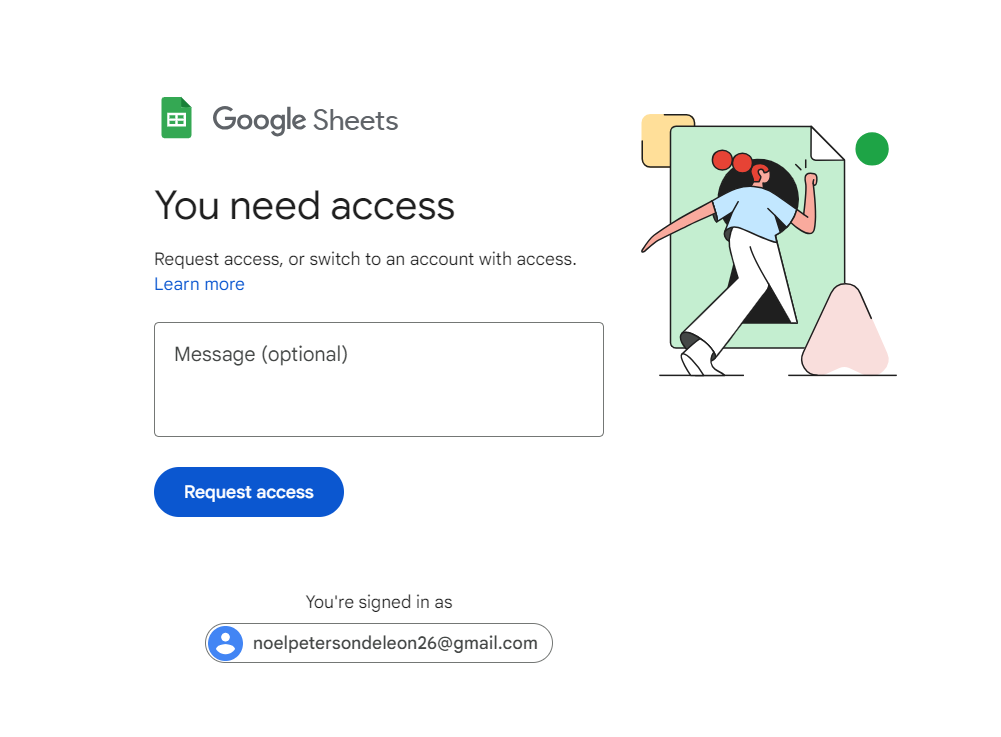 Google Sheets
You need access
Request access, or switch to an account with access.
Learn more
Message (optional)
Request access
You're signed in as
noelpetersondeleon26@gmail.com